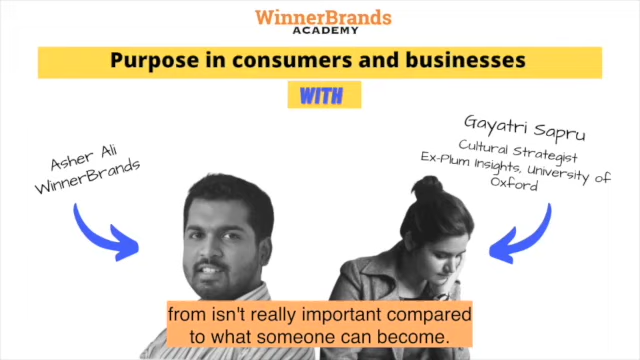 WinnerBrands
ACADEMY
Purpose in consumers and businesses
WITH
Asher Ali
WinnerBrands
Gayatri Sapru
Cultural Strategist
Ex-Plum Insights, University of
Oxford
from isn't really important compared
to what someone can become.